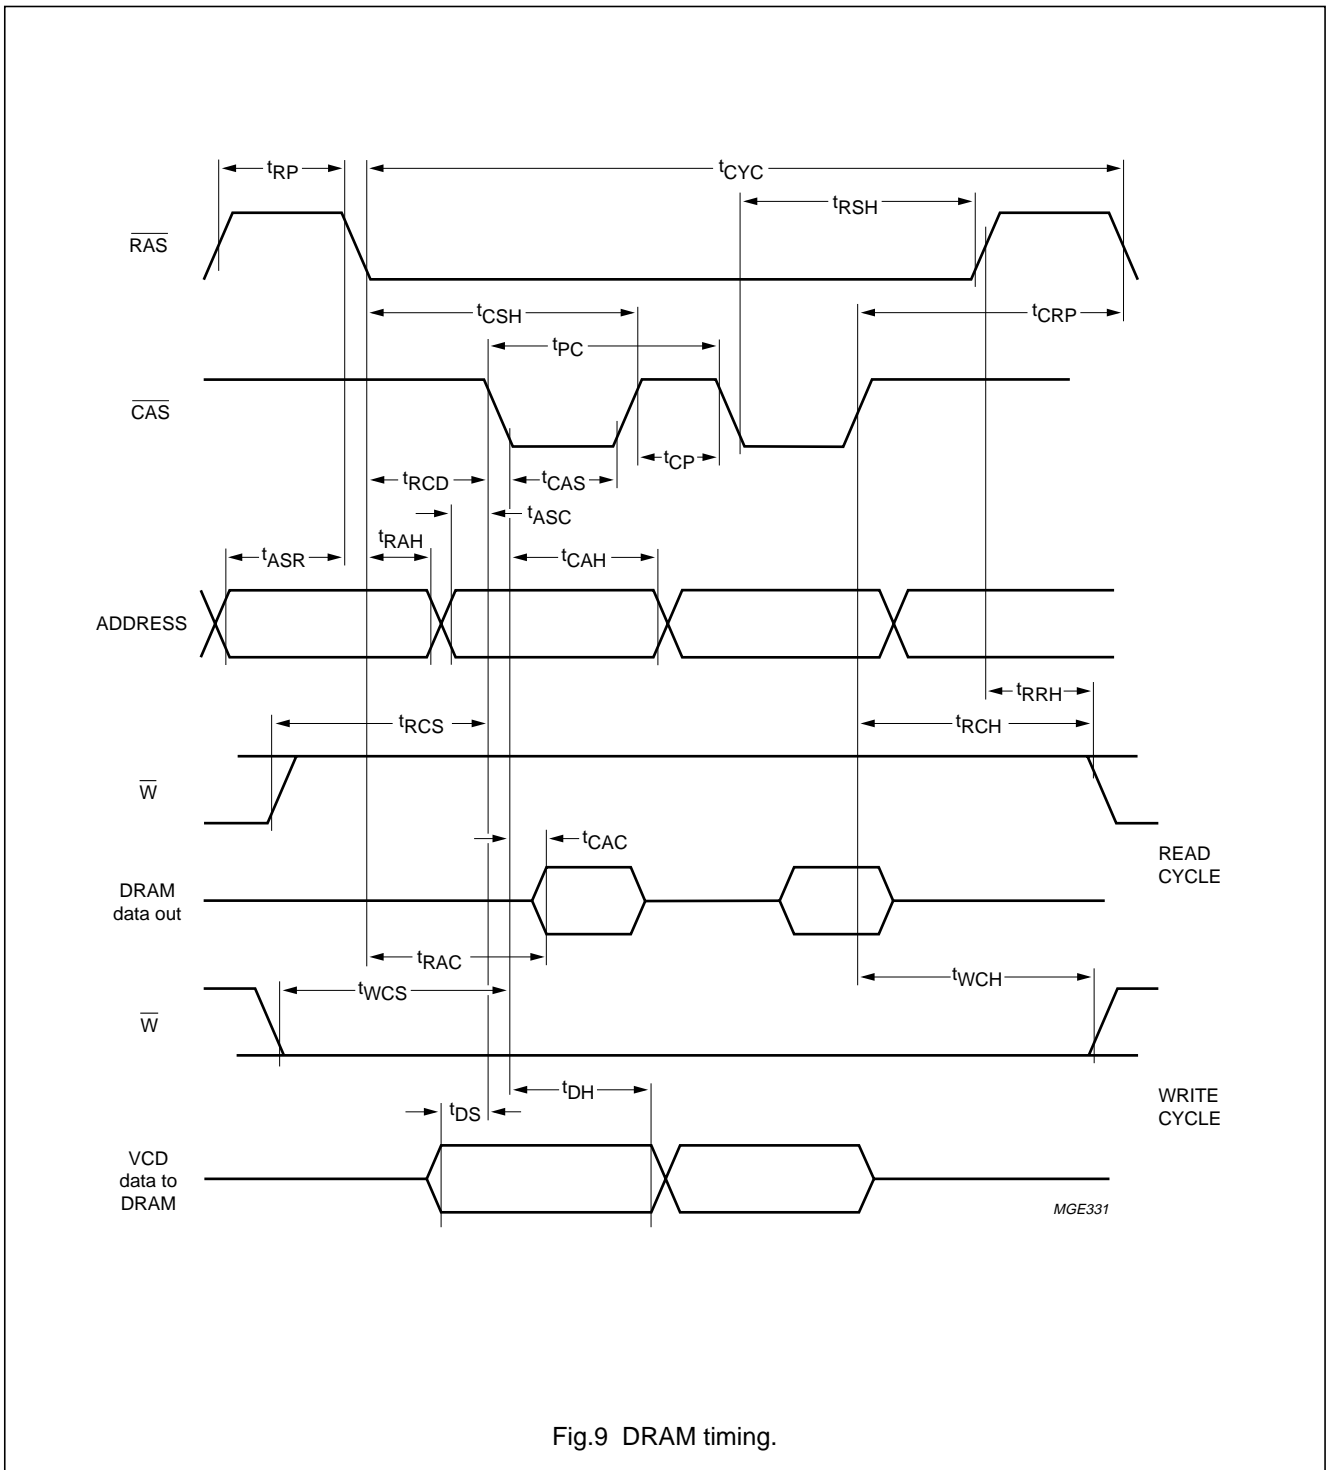 tRP
tCYC
tRSH
RAS
tCSH
tCRP
tPC
CAS
tCP
tRCD
tCAS
tASC
tRAH
tASR
tCAH
ADDRESS
tRRH
tRCS
tRCH
W
tCAC
READ
CYCLE
DRAM
data out
tRAC
tWCS
tWCH
W
tDH
tDS
WRITE
CYCLE
VCD
data to
DRAM
MGE331
Fig.9 DRAM timing.